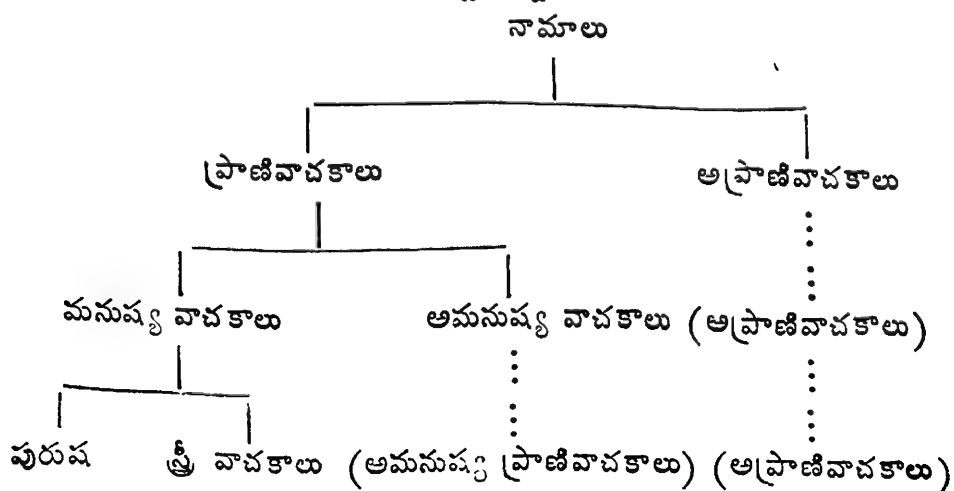 నామాలు
ప్రాణివాచకాలు అప్రాణివాచకాలు
మనుష్య వాచకాలు అమనుష్య వాచకాలు (అప్రాణివాచకాలు)
పురుష స్త్రీ వాచకాలు (అమనుష్య ప్రాణివాచకాలు) (అప్రాణివాచకాలు)